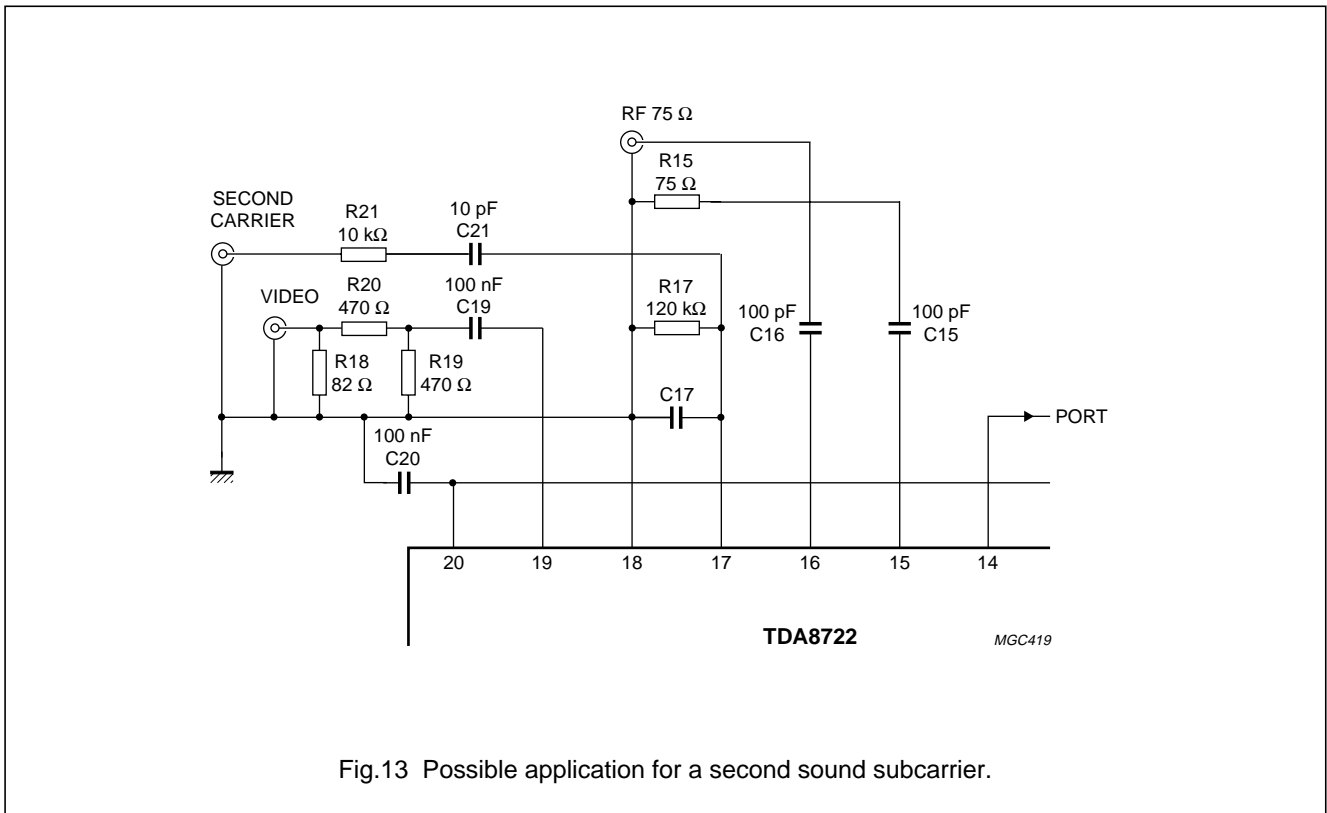 RF 75 Ω
R15
75 Ω
SECOND
CARRIER
R21
10 kΩ
10 pF
C21
VIDEO
R20
470 Ω
100 nF
C19
R17
120 kΩ
100 pF
C16
100 pF
C15
R18
82 Ω
R19
470 Ω
C17
PORT
100 nF
C20
20 19 18 17 16 15 14
TDA8722
MGC419
Fig.13 Possible application for a second sound subcarrier.